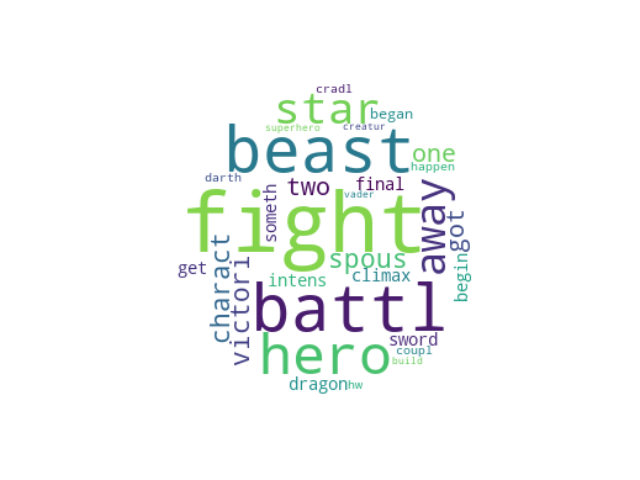 cradl
star
began
superhero
creatur
beast
one
happen
darth
two
final
vader
someth
fight
away
got
spous
get
charact
victori
intens
climax
begin
battl
hero
sword
coupl
build
dragon
hw